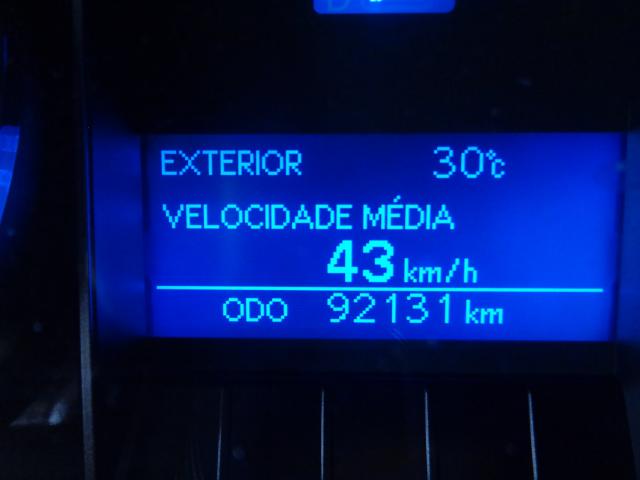 EXTERIOR 30°C
VELOCIDADE MÉDIA
43 km/h
ODO 92131 km